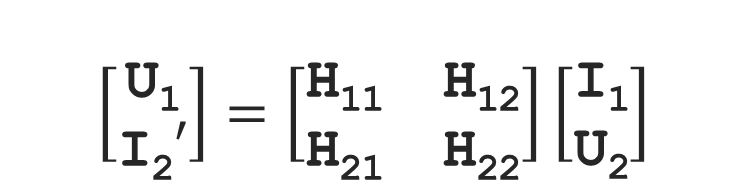 [U₁] = [H₁₁ H₁₂] [I₁]
[I₂′] [H₂₁ H₂₂] [U₂]